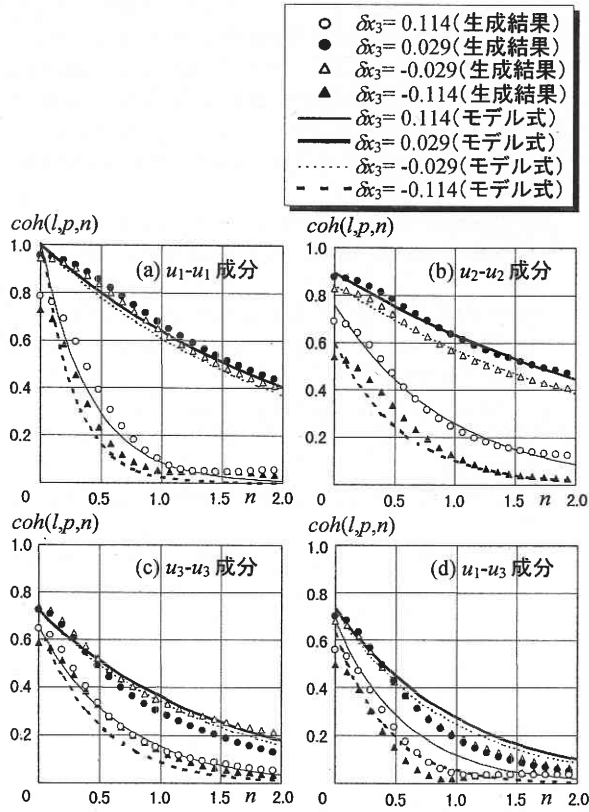 δx₃= 0.114(生成結果)
δx₃= 0.029(生成結果)
δx₃= -0.029(生成結果)
δx₃= -0.114(生成結果)
δx₃= 0.114(モデル式)
δx₃= 0.029(モデル式)
δx₃= -0.029(モデル式)
δx₃= -0.114(モデル式)
coh(l,p,n)
1.0
0.8
0.6
0.4
0.2
0
0.5
1.0
1.5
n
2.0
(a) u₁-u₁ 成分
coh(l,p,n)
1.0
0.8
0.6
0.4
0.2
0
0.5
1.0
1.5
n
2.0
(b) u₂-u₂ 成分
coh(l,p,n)
1.0
0.8
0.6
0.4
0.2
0
0.5
1.0
1.5
n
2.0
(c) u₃-u₃ 成分
coh(l,p,n)
1.0
0.8
0.6
0.4
0.2
0
0.5
1.0
1.5
n
2.0
(d) u₁-u₃ 成分